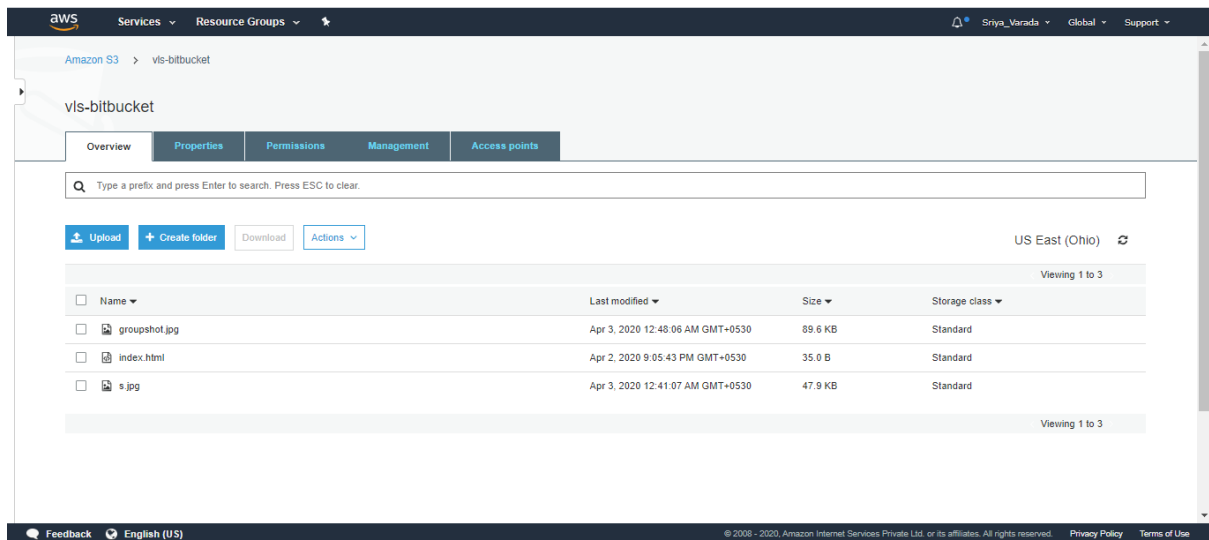 aws Services Resource Groups Sriya_Varada Global Support
Amazon S3 > vls-bitbucket
vls-bitbucket
Overview Properties Permissions Management Access points
Type a prefix and press Enter to search. Press ESC to clear.
Upload + Create folder Download Actions US East (Ohio)
Viewing 1 to 3
Name Last modified Size Storage class
groupshot.jpg Apr 3, 2020 12:48:06 AM GMT+0530 89.6 KB Standard
index.html Apr 2, 2020 9:05:43 PM GMT+0530 35.0 B Standard
s.jpg Apr 3, 2020 12:41:07 AM GMT+0530 47.9 KB Standard
Viewing 1 to 3
Feedback English (US) © 2008 - 2020, Amazon Internet Services Private Ltd. or its affiliates. All rights reserved. Privacy Policy Terms of Use